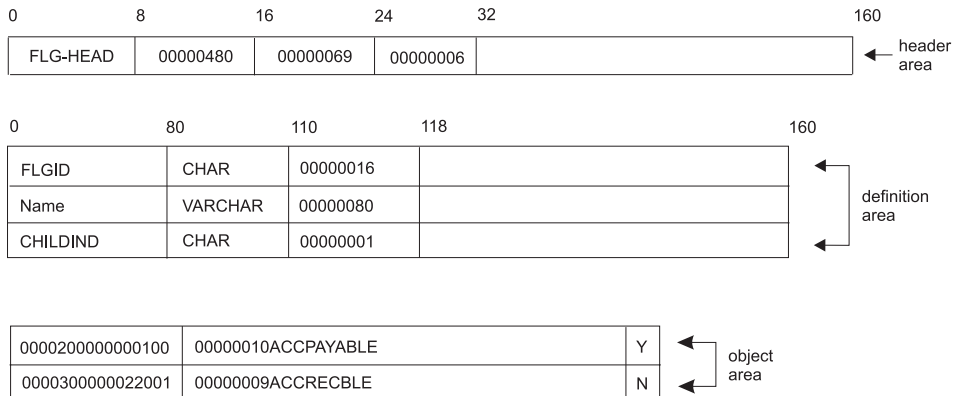 0 8 16 24 32 160
FLG-HEAD 00000480 00000069 00000006
header
area
0 80 110 118 160
FLGID CHAR 00000016
Name VARCHAR 00000080
CHILDIND CHAR 00000001
definition
area
0000200000000100 00000010ACCPAYABLE Y
0000300000022001 00000009ACCRECBLE N
object
area